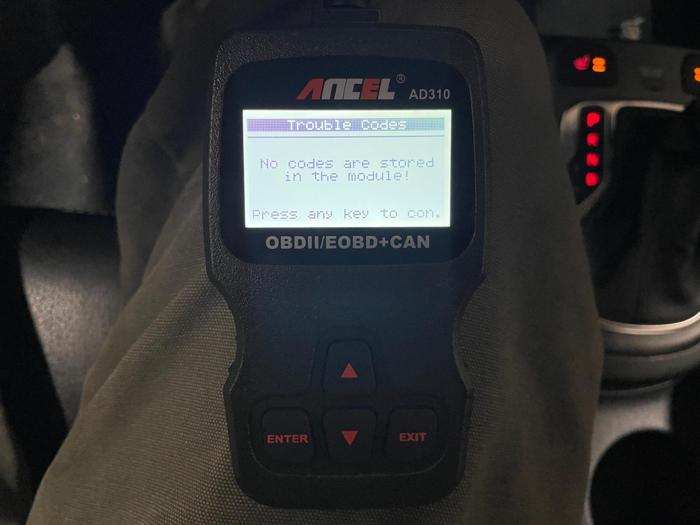 ANCEL® AD310
Trouble Codes
No codes are stored
in the module!
Press any key to con.
OBDII/EOBD+CAN
ENTER
EXIT
P
R
N
D